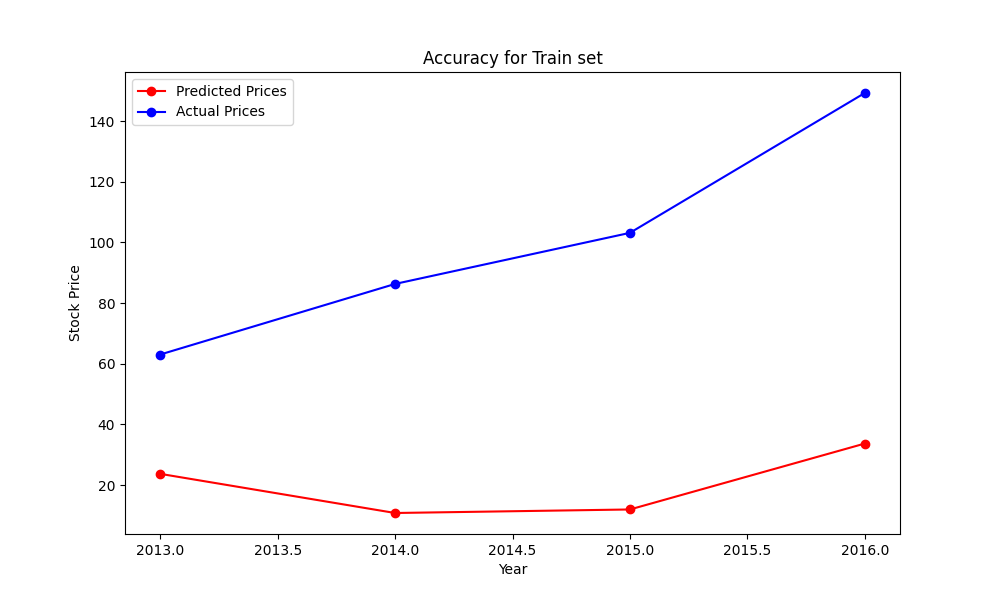 Accuracy for Train set
Predicted Prices
Actual Prices
Stock Price
140
120
100
80
60
40
20
2013.0 2013.5 2014.0 2014.5 2015.0 2015.5 2016.0
Year